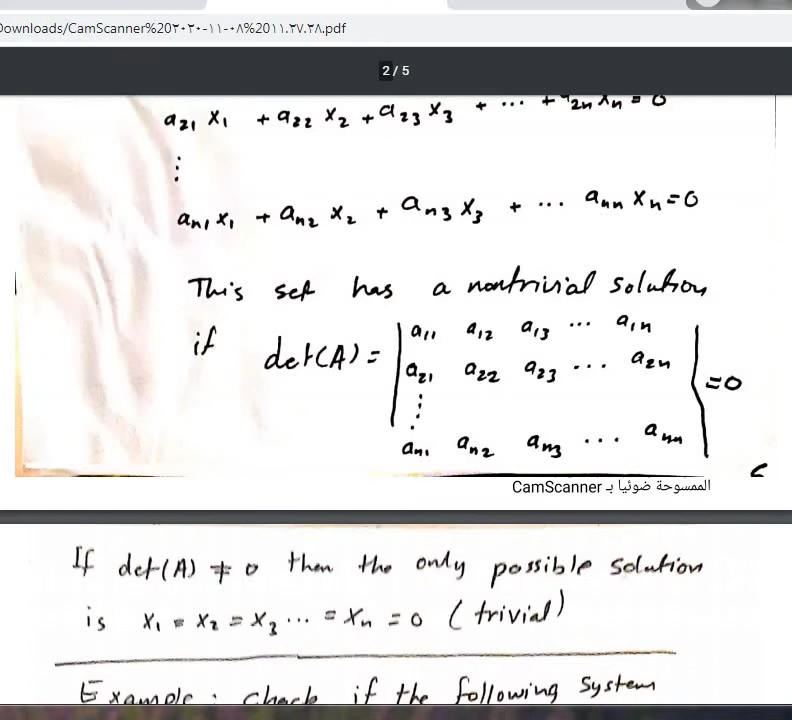 Downloads/CamScanner%20٢٠٢٠-١١-٠٨%2011.٢٧.٢٨.pdf
2 / 5
a21 x1 + a22 x2 + a23 x3 + ... + a2n xn = 0
⋮
an1 x1 + an2 x2 + an3 x3 + ... ann xn = 0
This set has a nontrivial solution
if det(A) = | a11 a12 a13 ... a1n
a21 a22 a23 ... a2n
⋮
an1 an2 an3 ... ann | = 0
الممسوحة ضوئيا بـ CamScanner
If det(A) ≠ 0 then the only possible solution
is x1 = x2 = x3 ... = xn = 0 (trivial)
Example: check if the following system